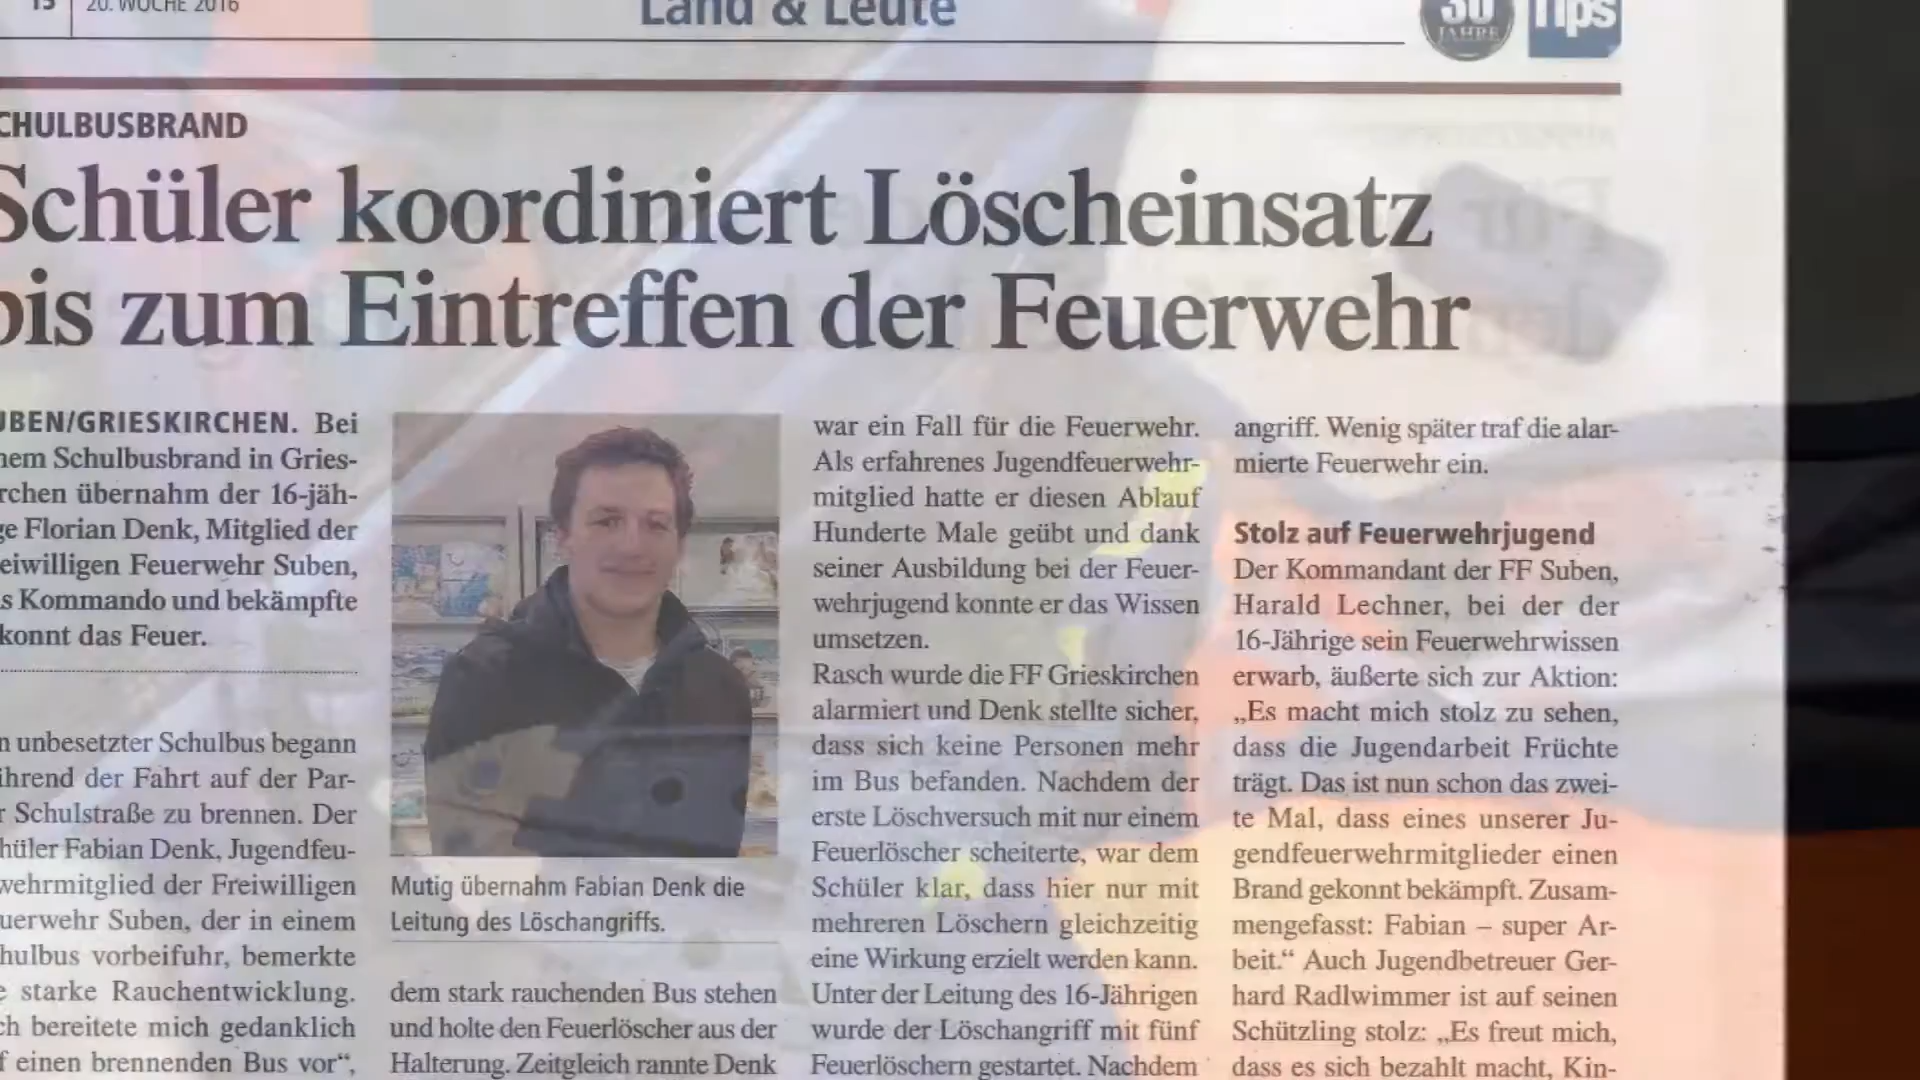 15 20. WOCHE 2016
Land & Leute
30
JAHRE
Tips
CHULBUSBRAND
Schüler koordiniert Löscheinsatz
bis zum Eintreffen der Feuerwehr
UBEN/GRIESKIRCHEN. Bei
nem Schulbusbrand in Gries-
rchen übernahm der 16-jäh-
ge Florian Denk, Mitglied der
eiwilligen Feuerwehr Suben,
s Kommando und bekämpfte
konnt das Feuer.
n unbesetzter Schulbus begann
ährend der Fahrt auf der Par-
r Schulstraße zu brennen. Der
hüler Fabian Denk, Jugendfeu-
wehrmitglied der Freiwilligen
uerwehr Suben, der in einem
hulbus vorbeifuhr, bemerkte
e starke Rauchentwicklung.
ch bereitete mich gedanklich
f einen brennenden Bus vor“,
Mutig übernahm Fabian Denk die
Leitung des Löschangriffs.
dem stark rauchenden Bus stehen
und holte den Feuerlöscher aus der
Halterung. Zeitgleich rannte Denk
war ein Fall für die Feuerwehr.
Als erfahrenes Jugendfeuerwehr-
mitglied hatte er diesen Ablauf
Hunderte Male geübt und dank
seiner Ausbildung bei der Feuer-
wehrjugend konnte er das Wissen
umsetzen.
Rasch wurde die FF Grieskirchen
alarmiert und Denk stellte sicher,
dass sich keine Personen mehr
im Bus befanden. Nachdem der
erste Löschversuch mit nur einem
Feuerlöscher scheiterte, war dem
Schüler klar, dass hier nur mit
mehreren Löschern gleichzeitig
eine Wirkung erzielt werden kann.
Unter der Leitung des 16-Jährigen
wurde der Löschangriff mit fünf
Feuerlöschern gestartet. Nachdem
angriff. Wenig später traf die alar-
mierte Feuerwehr ein.
Stolz auf Feuerwehrjugend
Der Kommandant der FF Suben,
Harald Lechner, bei der der
16-Jährige sein Feuerwehrwissen
erwarb, äußerte sich zur Aktion:
„Es macht mich stolz zu sehen,
dass die Jugendarbeit Früchte
trägt. Das ist nun schon das zwei-
te Mal, dass eines unserer Ju-
gendfeuerwehrmitglieder einen
Brand gekonnt bekämpft. Zusam-
mengefasst: Fabian – super Ar-
beit.“ Auch Jugendbetreuer Ger-
hard Radlwimmer ist auf seinen
Schützling stolz: „Es freut mich,
dass es sich bezahlt macht, Kin-